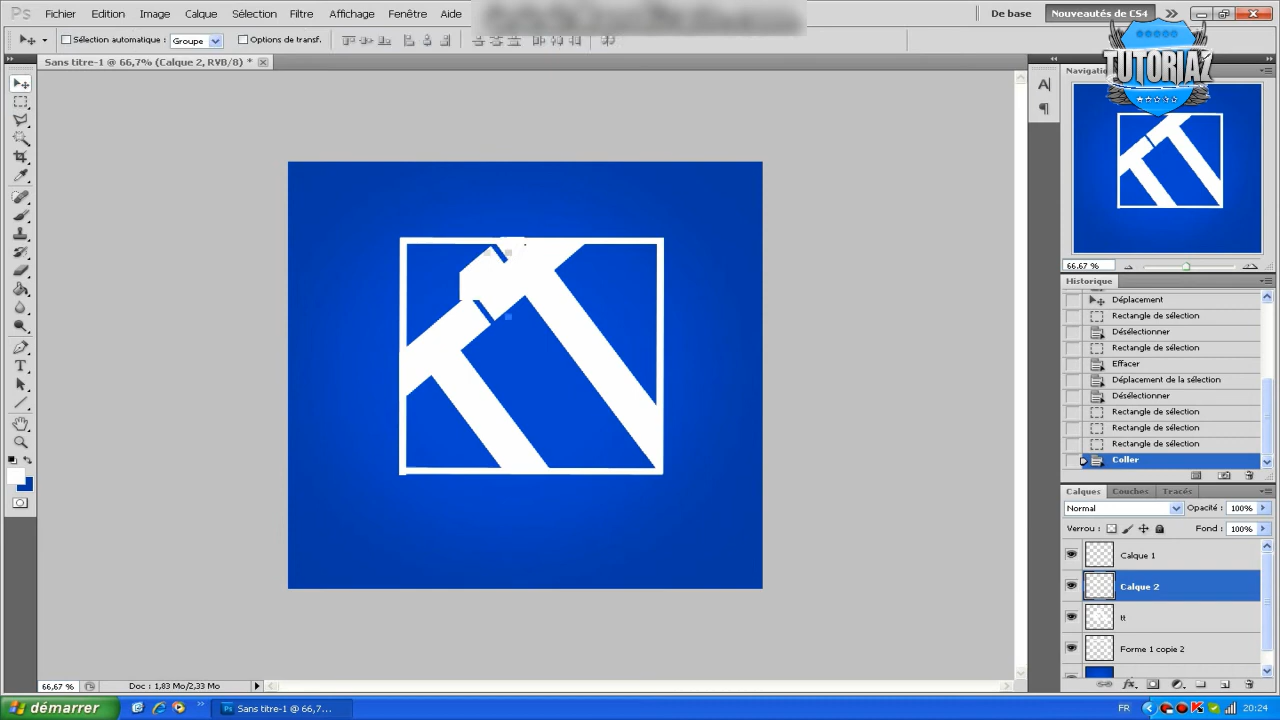 Ps Fichier Edition Image Calque Sélection Filtre Affichage Fenêtre Aide De base Nouveautés de CS4
Sélection automatique : Groupe Options de transf.
Sans titre-1 @ 66,7% (Calque 2, RVB/8) *
TUTORIAZ
Navigation
66.67 %
Historique
Déplacement
Rectangle de sélection
Désélectionner
Rectangle de sélection
Effacer
Déplacement de la sélection
Désélectionner
Rectangle de sélection
Rectangle de sélection
Rectangle de sélection
Coller
Calques Couches Tracés
Normal Opacité : 100%
Verrou : Fond : 100%
Calque 1
Calque 2
tt
Forme 1 copie 2
66,67 % Doc : 1,83 Mo/2,33 Mo
démarrer Sans titre-1 @ 66,7... FR 20:24